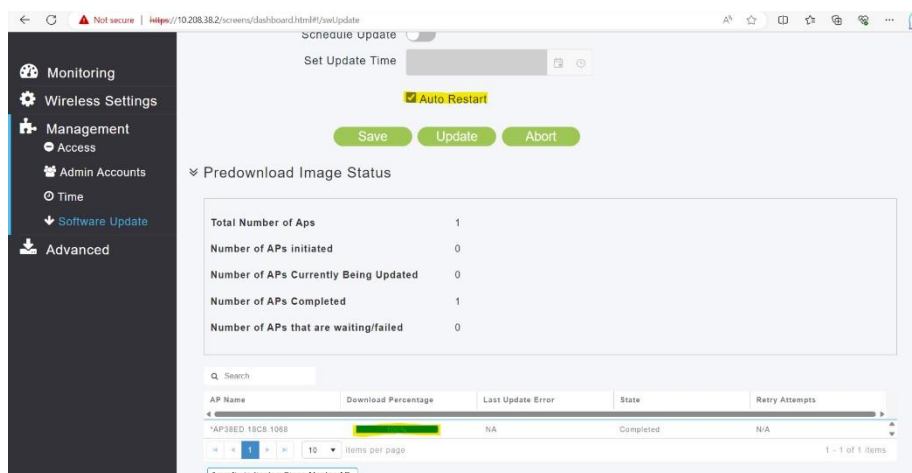 Not secure | https://10.208.38.2/screens/dashboard.html#!/swUpdate
Schedule Update
Set Update Time
Auto Restart
Save Update Abort
Monitoring
Wireless Settings
Management
Access
Admin Accounts
Time
Software Update
Advanced
Predownload Image Status
Total Number of Aps 1
Number of APs initiated 0
Number of APs Currently Being Updated 0
Number of APs Completed 1
Number of APs that are waiting/failed 0
Search
AP Name Download Percentage Last Update Error State Retry Attempts
*AP38ED.18C8.1068 NA Completed N/A
1 10 items per page 1 - 1 of 1 items